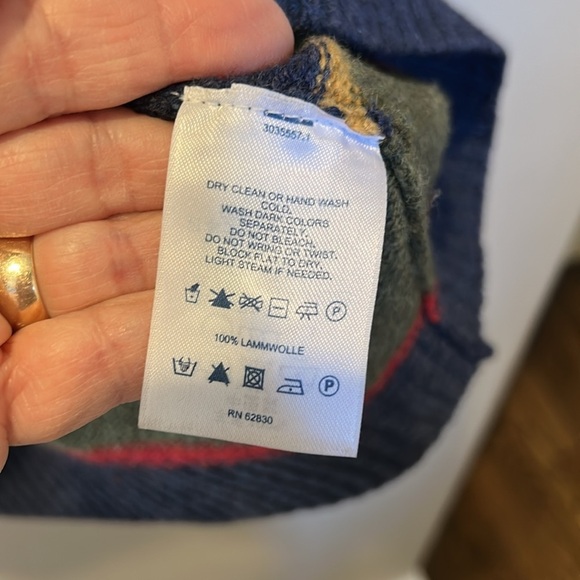 3035557.1
DRY CLEAN OR HAND WASH
COLD.
WASH DARK COLORS
SEPARATELY.
DO NOT BLEACH.
DO NOT WRING OR TWIST.
BLOCK FLAT TO DRY.
LIGHT STEAM IF NEEDED.
P
100% LAMMWOLLE
P
RN 62830